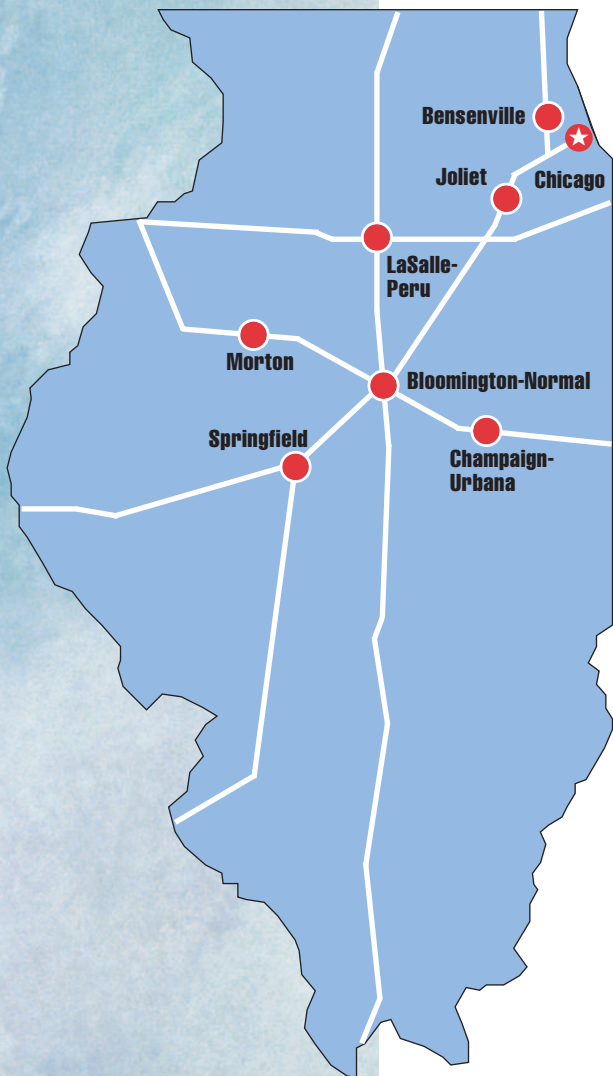 Bensenville
Joliet
Chicago
LaSalle-
Peru
Morton
Bloomington-Normal
Springfield
Champaign-
Urbana